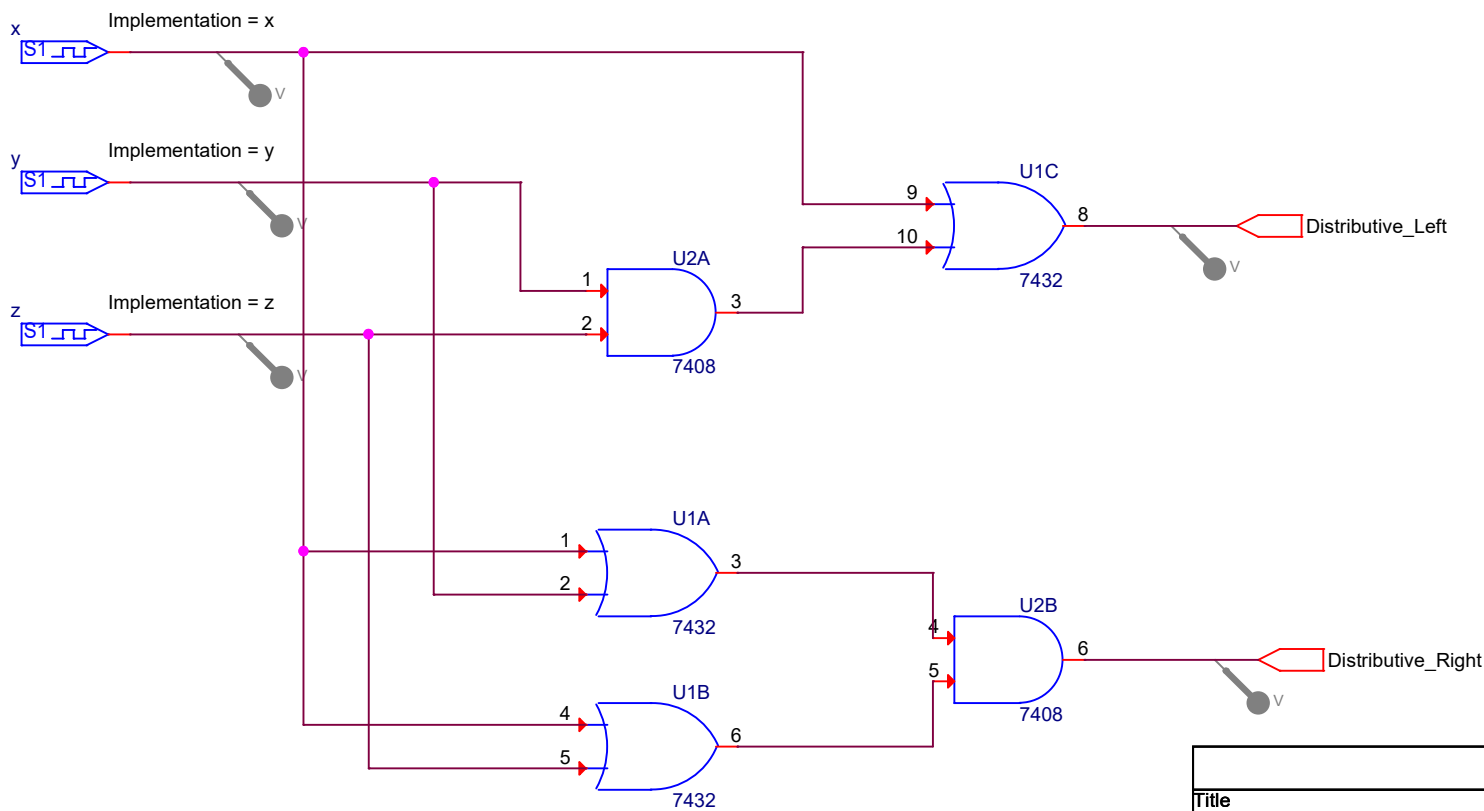 Implementation = x
x
S1
V
Implementation = y
y
S1
V
Implementation = z
z
S1
V
U2A
1
2
3
7408
U1C
9
10
8
7432
Distributive_Left
V
U1A
1
2
3
7432
U1B
4
5
6
7432
U2B
4
5
6
7408
Distributive_Right
V
Title